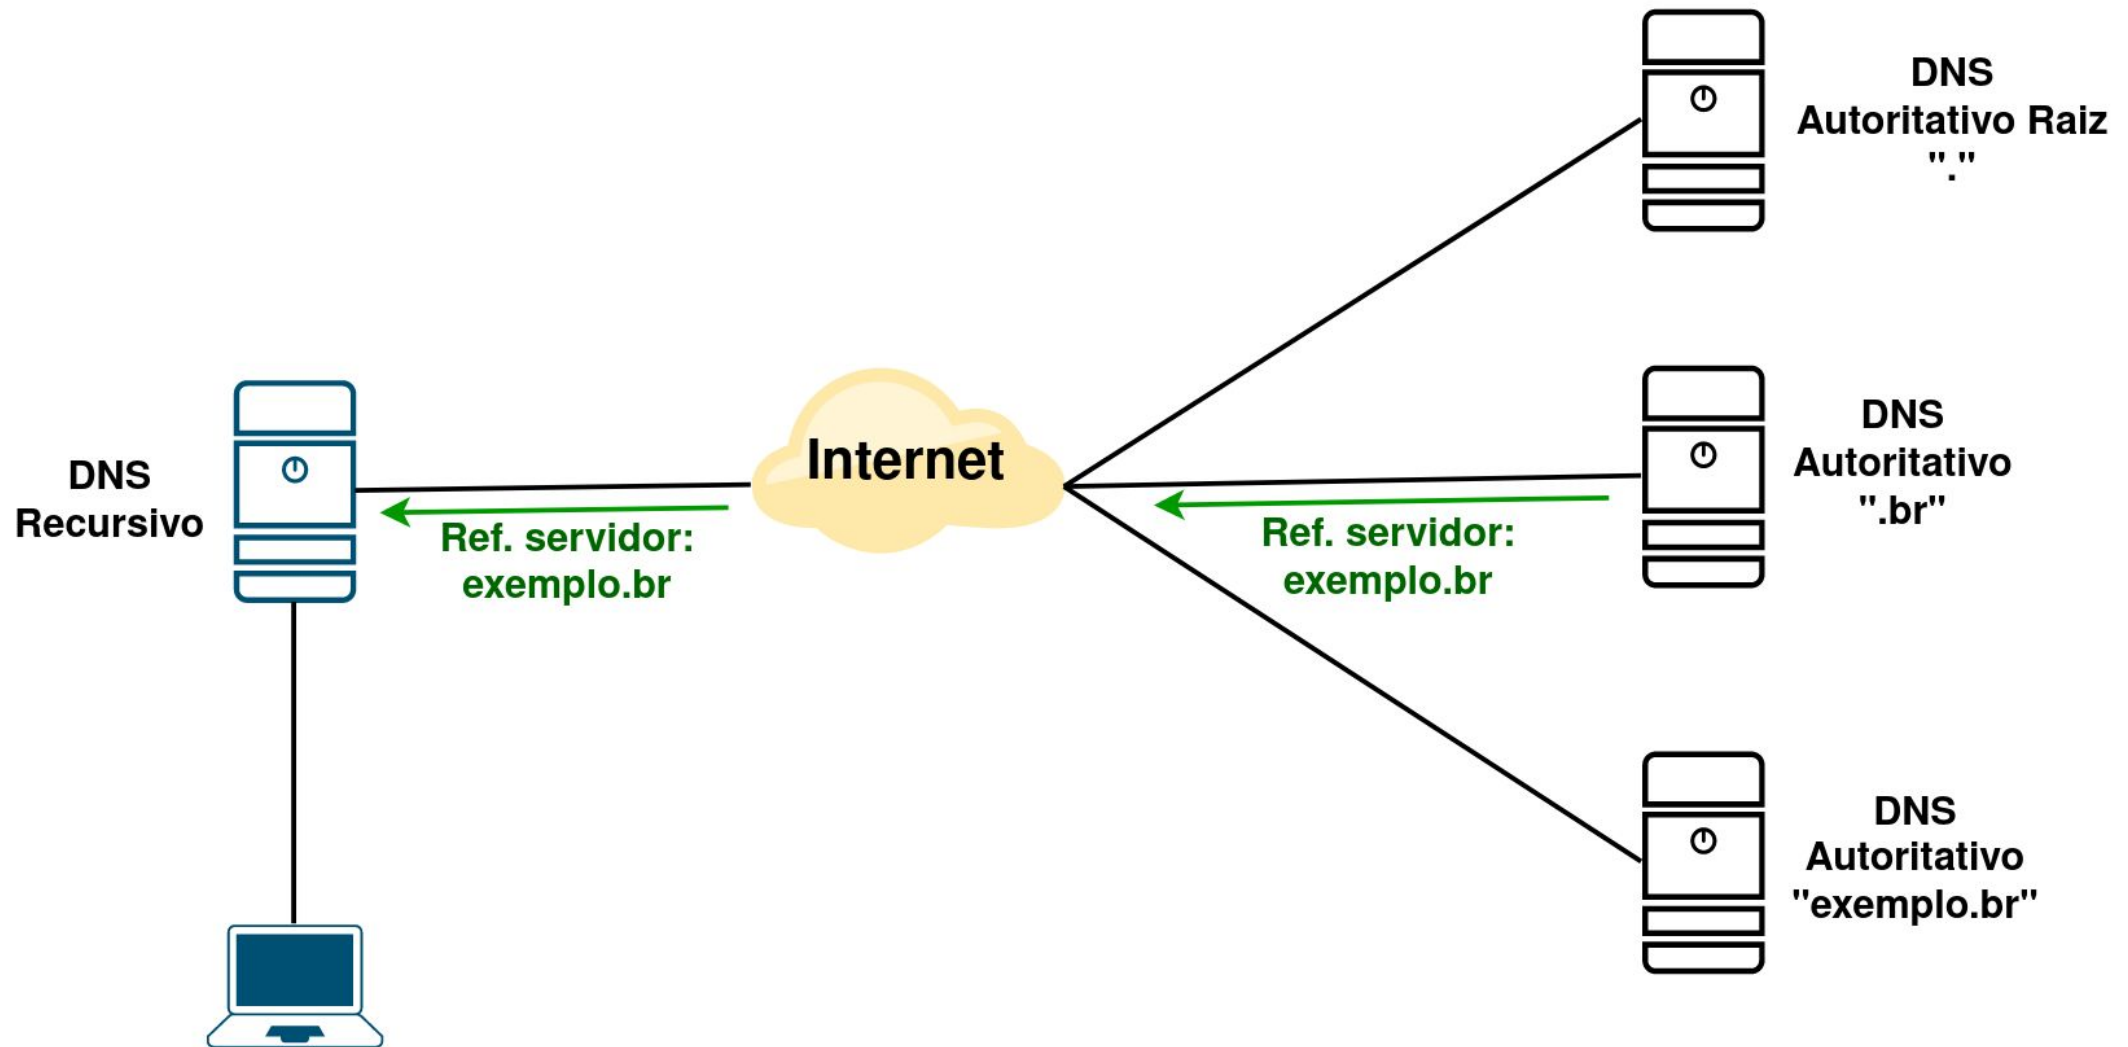 DNS
Autoritativo Raiz
"."
DNS
Recursivo
Internet
Ref. servidor:
exemplo.br
Ref. servidor:
exemplo.br
DNS
Autoritativo
".br"
DNS
Autoritativo
"exemplo.br"